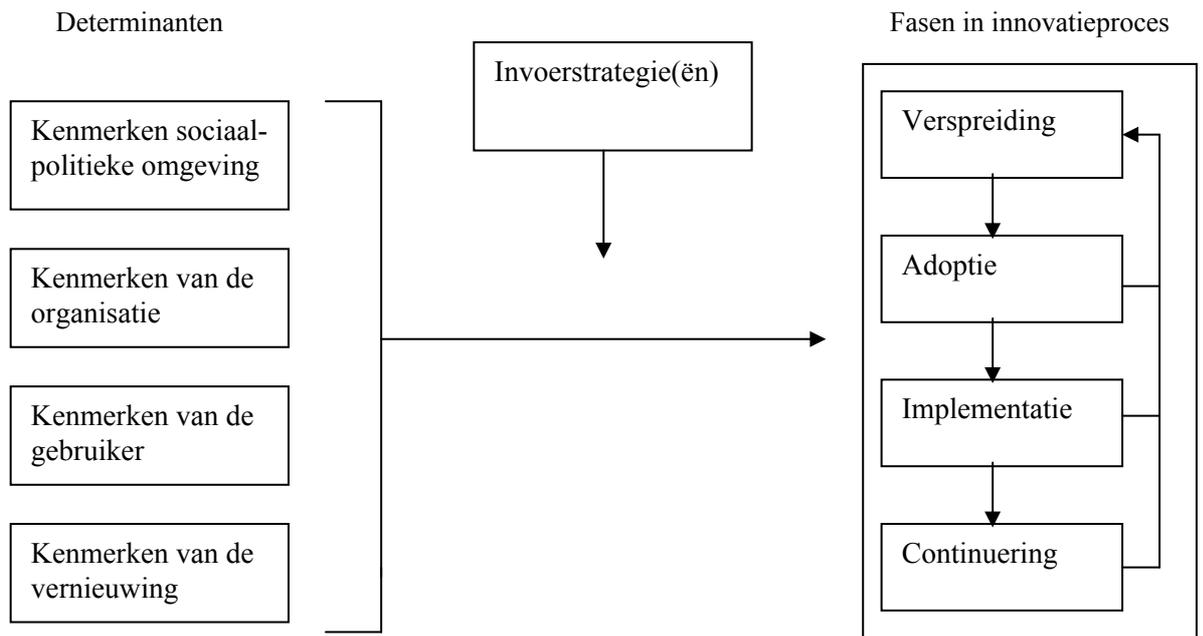 Determinanten
Kenmerken sociaal-
politieke omgeving
Kenmerken van de
organisatie
Kenmerken van de
gebruiker
Kenmerken van de
vernieuwing
Invoerstrategie(ën)
Fasen in innovatieproces
Verspreiding
Adoptie
Implementatie
Continuering